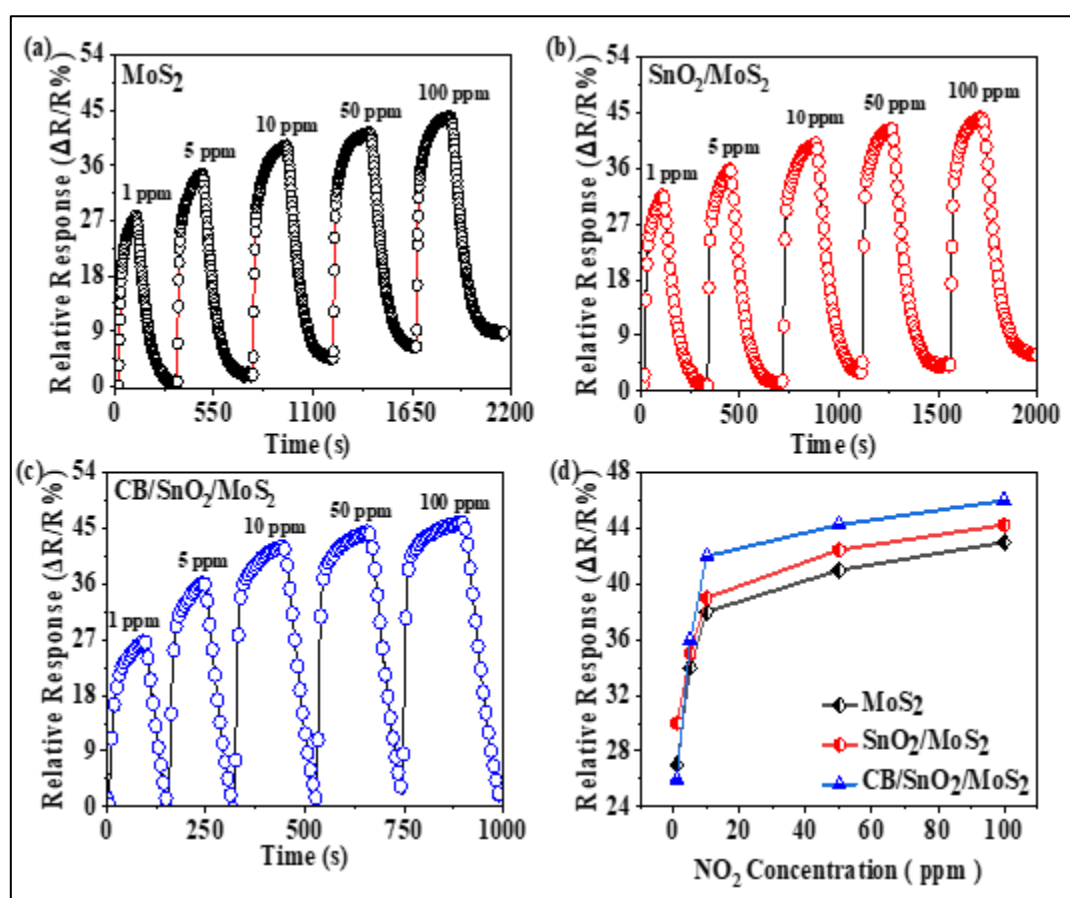 (a)
MoS₂
Relative Response (ΔR/R%)
54
45
36
27
18
9
0
1 ppm
5 ppm
10 ppm
50 ppm
100 ppm
0 550 1100 1650 2200
Time (s)
(b)
SnO₂/MoS₂
Relative Response (ΔR/R%)
54
45
36
27
18
9
0
1 ppm
5 ppm
10 ppm
50 ppm
100 ppm
0 500 1000 1500 2000
Time (s)
(c)
CB/SnO₂/MoS₂
Relative Response (ΔR/R%)
54
45
36
27
18
9
0
1 ppm
5 ppm
10 ppm
50 ppm
100 ppm
0 250 500 750 1000
Time (s)
(d)
Relative Response (ΔR/R%)
48
44
40
36
32
28
24
MoS₂
SnO₂/MoS₂
CB/SnO₂/MoS₂
0 20 40 60 80 100
NO₂ Concentration ( ppm )